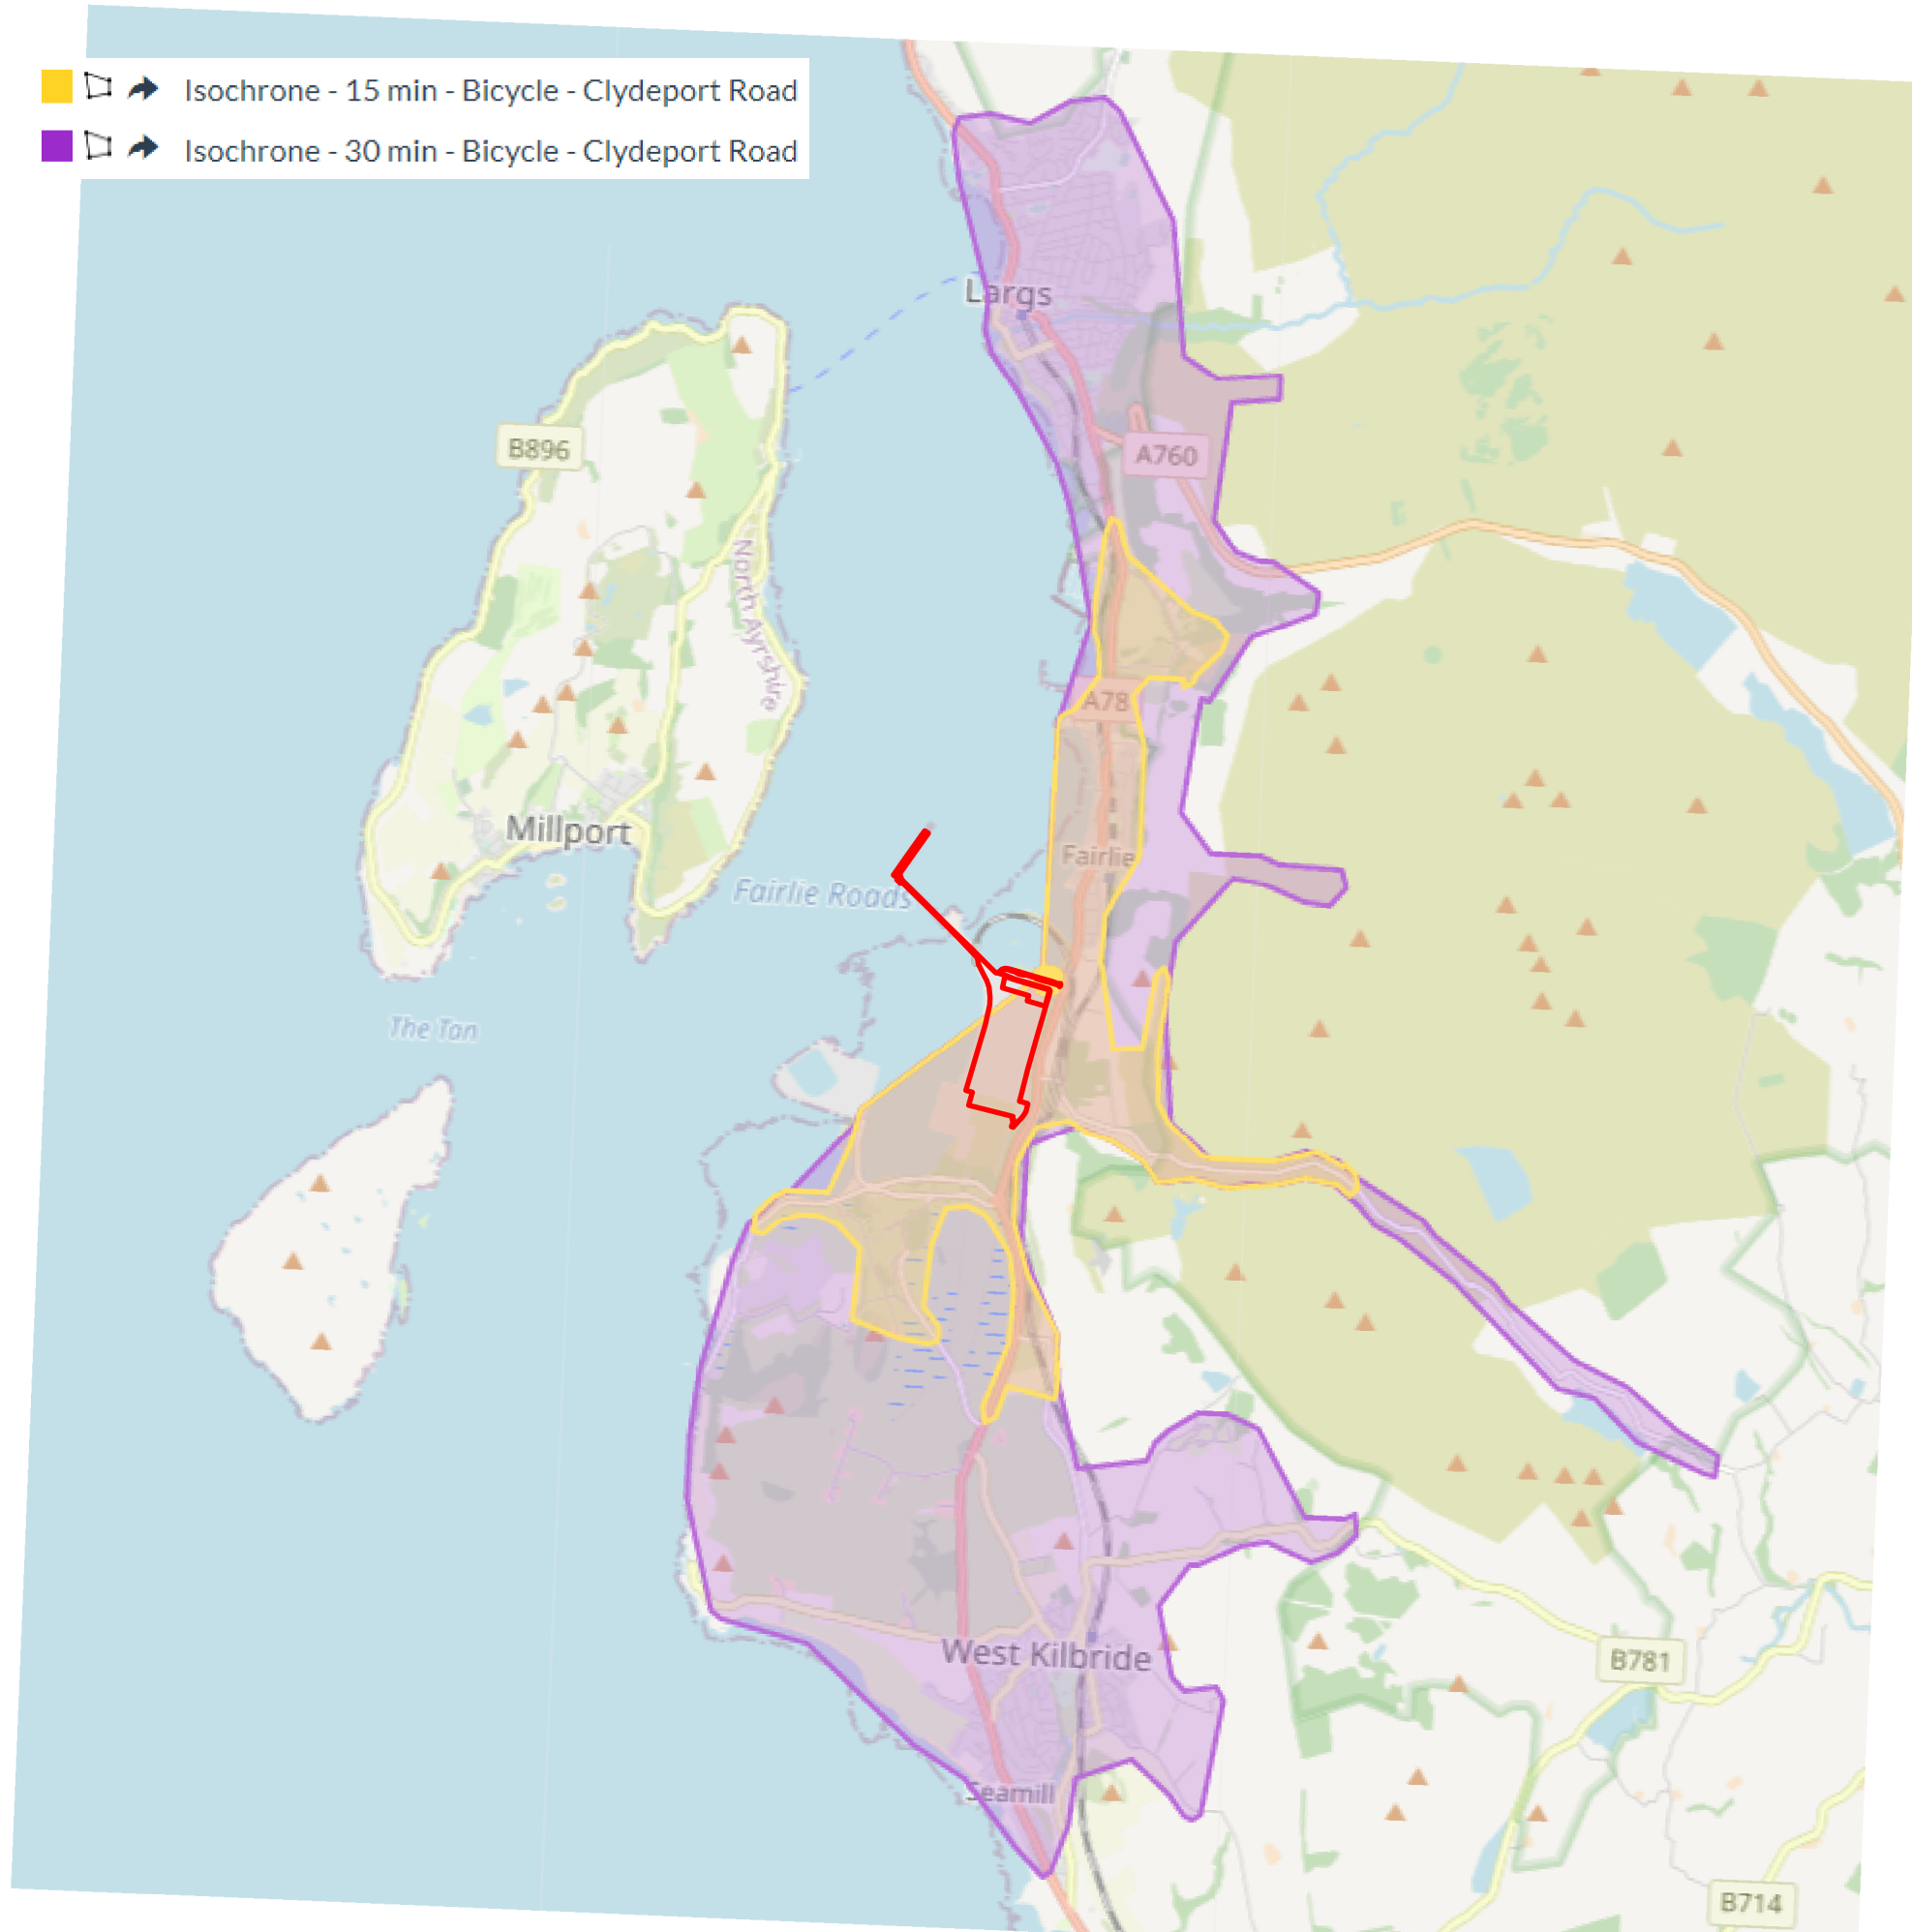 Isochrone - 15 min - Bicycle - Clydeport Road
Isochrone - 30 min - Bicycle - Clydeport Road
Largs
B896
A760
North Ayrshire
A78
Millport
Fairlie
Fairlie Roads
The Tan
West Kilbride
B781
Seamill
B714